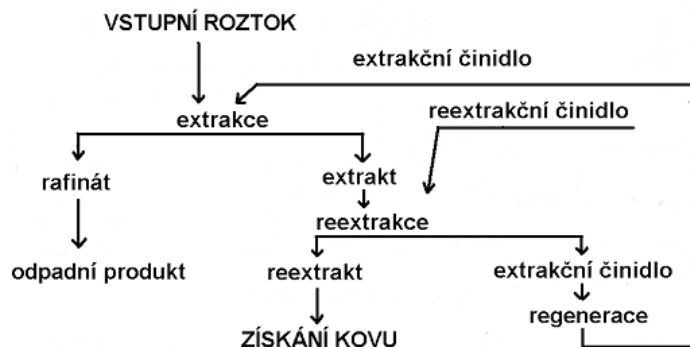 VSTUPNÍ ROZTOK
extrakční činidlo
extrakce
reextrakční činidlo
rafinát
extrakt
reextrakce
odpadní produkt
reextrakt
extrakční činidlo
regenerace
ZÍSKÁNÍ KOVU